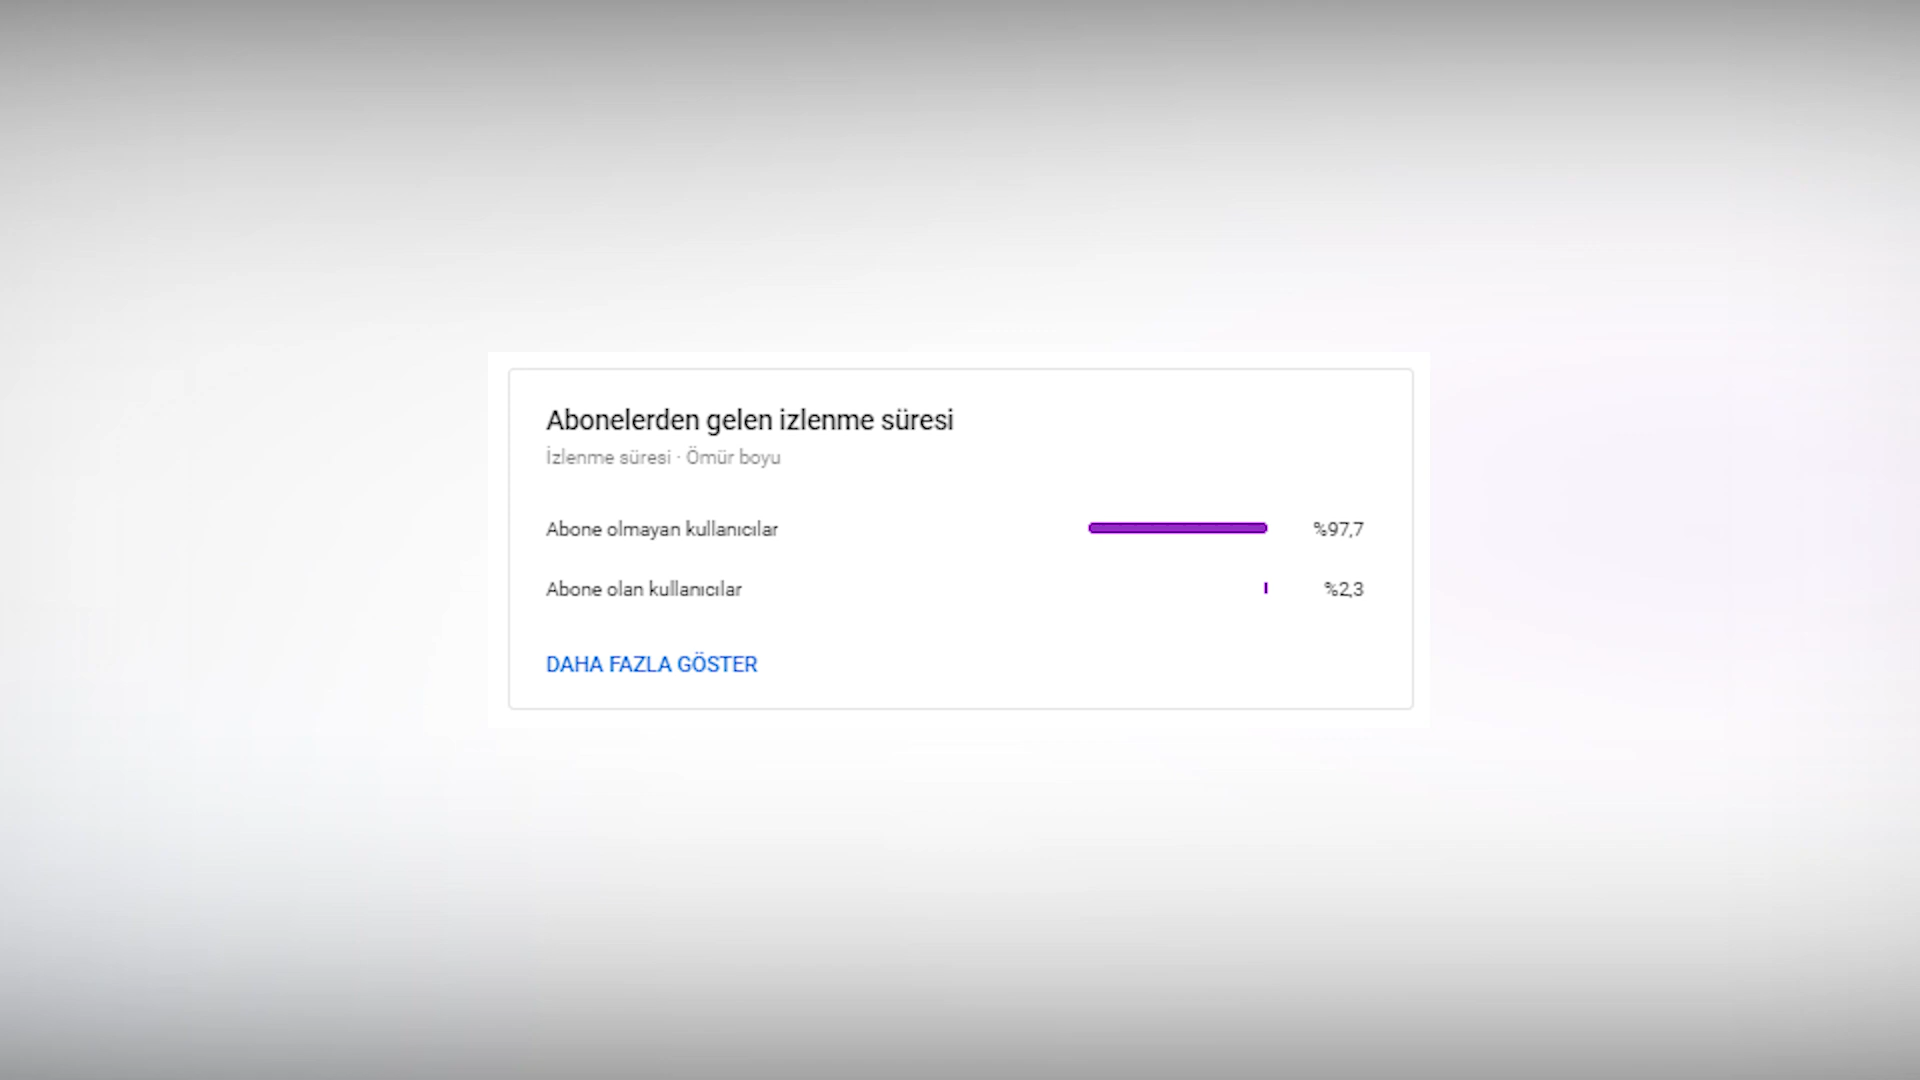 Abonelerden gelen izlenme süresi
İzlenme süresi · Ömür boyu
Abone olmayan kullanıcılar %97,7
Abone olan kullanıcılar %2,3
DAHA FAZLA GÖSTER